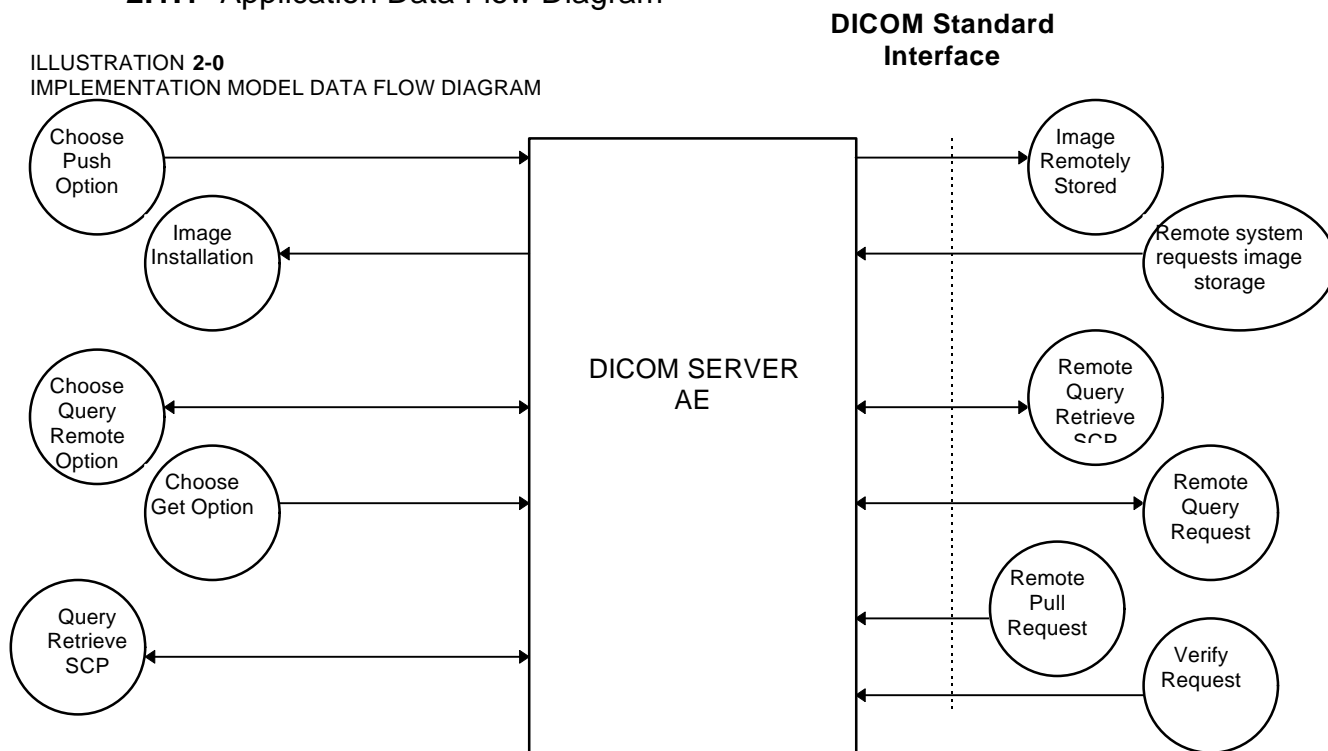 Application Data Flow Diagram
DICOM Standard
Interface
ILLUSTRATION 2-0
IMPLEMENTATION MODEL DATA FLOW DIAGRAM
Choose
Push
Option
Image
Remotely
Stored
Image
Installation
Remote system
requests image
storage
DICOM SERVER
AE
Choose
Query
Remote
Option
Remote
Query
Retrieve
SCP
Choose
Get Option
Remote
Query
Request
Remote
Pull
Request
Query
Retrieve
SCP
Verify
Request